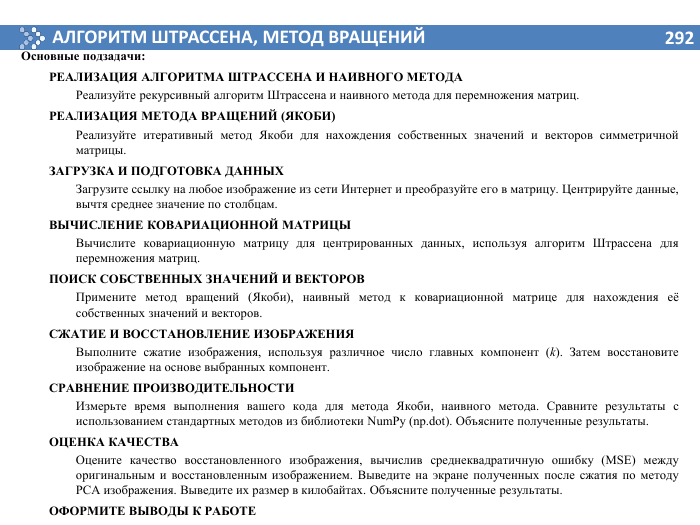 АЛГОРИТМ ШТРАССЕНА, МЕТОД ВРАЩЕНИЙ 292
Основные подзадачи:
РЕАЛИЗАЦИЯ АЛГОРИТМА ШТРАССЕНА И НАИВНОГО МЕТОДА
Реализуйте рекурсивный алгоритм Штрассена и наивного метода для перемножения матриц.
РЕАЛИЗАЦИЯ МЕТОДА ВРАЩЕНИЙ (ЯКОБИ)
Реализуйте итеративный метод Якоби для нахождения собственных значений и векторов симметричной
матрицы.
ЗАГРУЗКА И ПОДГОТОВКА ДАННЫХ
Загрузите ссылку на любое изображение из сети Интернет и преобразуйте его в матрицу. Центрируйте данные,
вычтя среднее значение по столбцам.
ВЫЧИСЛЕНИЕ КОВАРИАЦИОННОЙ МАТРИЦЫ
Вычислите ковариационную матрицу для центрированных данных, используя алгоритм Штрассена для
перемножения матриц.
ПОИСК СОБСТВЕННЫХ ЗНАЧЕНИЙ И ВЕКТОРОВ
Примените метод вращений (Якоби), наивный метод к ковариационной матрице для нахождения её
собственных значений и векторов.
СЖАТИЕ И ВОССТАНОВЛЕНИЕ ИЗОБРАЖЕНИЯ
Выполните сжатие изображения, используя различное число главных компонент (k). Затем восстановите
изображение на основе выбранных компонент.
СРАВНЕНИЕ ПРОИЗВОДИТЕЛЬНОСТИ
Измерьте время выполнения вашего кода для метода Якоби, наивного метода. Сравните результаты с
использованием стандартных методов из библиотеки NumPy (np.dot). Объясните полученные результаты.
ОЦЕНКА КАЧЕСТВА
Оцените качество восстановленного изображения, вычислив среднеквадратичную ошибку (MSE) между
оригинальным и восстановленным изображением. Выведите на экране полученных после сжатия по методу
PCA изображения. Выведите их размер в килобайтах. Объясните полученные результаты.
ОФОРМИТЕ ВЫВОДЫ К РАБОТЕ